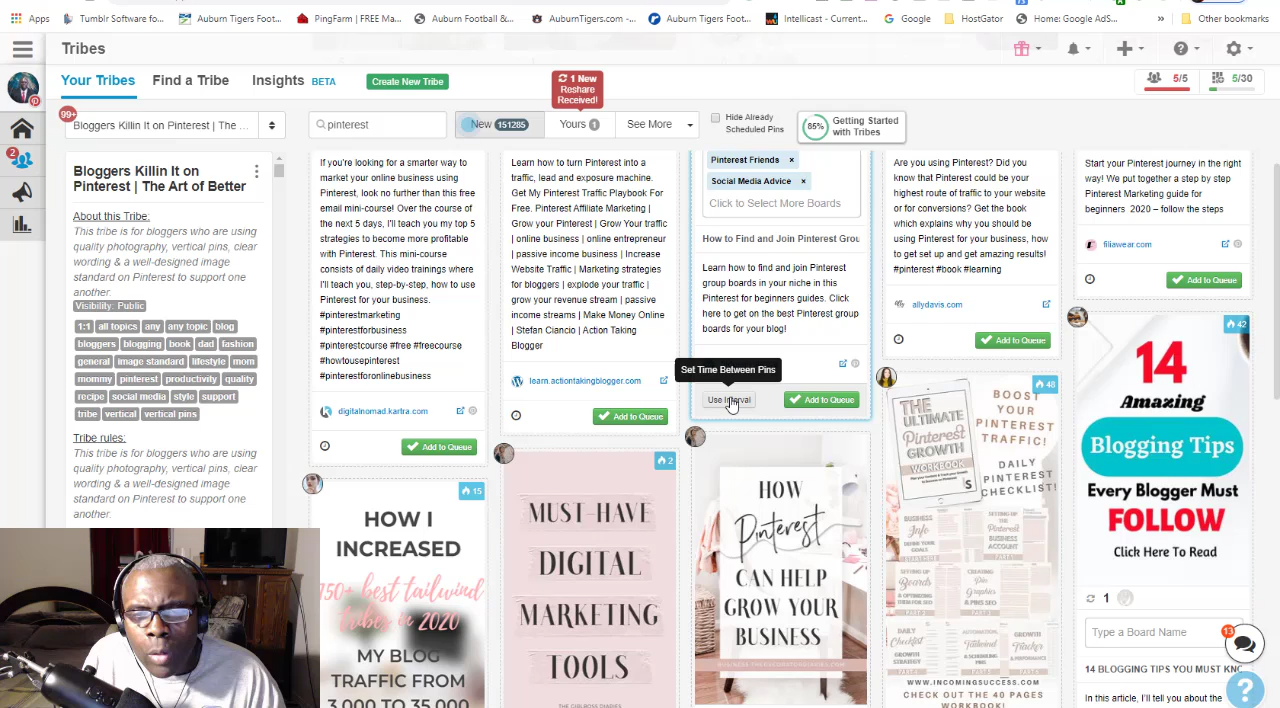 Apps
Tumblr Software fo...
Auburn Tigers Foot...
PingFarm | FREE Ma...
Auburn Football &...
AuburnTigers.com -...
Auburn Tigers Foot...
Intellicast - Current...
Google
HostGator
Home: Google AdS...
»
Other bookmarks
Tribes
Your Tribes
Find a Tribe
Insights BETA
Create New Tribe
1 New
Reshare
Received!
5/5
5/30
99+
Bloggers Killin It on Pinterest | The ...
pinterest
New 151285
Yours 1
See More
Hide Already
Scheduled Pins
85%
Getting Started
with Tribes
2
Bloggers Killin It on
Pinterest | The Art of Better
About this Tribe:
This tribe is for bloggers who are using
quality photography, vertical pins, clear
wording & a well-designed image
standard on Pinterest to support one
another.
Visibility: Public
1:1 all topics any any topic blog
bloggers blogging book dad fashion
general image standard lifestyle mom
mommy pinterest productivity quality
recipe social media style support
tribe vertical vertical pins
Tribe rules:
This tribe is for bloggers who are using
quality photography, vertical pins, clear
wording & a well-designed image
standard on Pinterest to support one
another.
If you're looking for a smarter way to
market your online business using
Pinterest, look no further than this free
email mini-course! Over the course of
the next 5 days, I'll teach you my top 5
strategies to become more profitable
with Pinterest. This mini-course
consists of daily video trainings where
I'll teach you, step-by-step, how to use
Pinterest for your business.
#pinterestmarketing
#pinterestforbusiness
#pinterestcourse #free #freecourse
#howtousepinterest
#pinterestforonlinebusiness
digitalnomad.kartra.com
Add to Queue
15
HOW I
INCREASED
150+ best tailwind
tribes in 2020
MY BLOG
TRAFFIC FROM
3,000 TO 35,000
Learn how to turn Pinterest into a
traffic, lead and exposure machine.
Get My Pinterest Traffic Playbook For
Free. Pinterest Affiliate Marketing |
Grow your Pinterest | Grow Your traffic
| online business | online entrepreneur
| passive income business | Increase
Website Traffic | Marketing strategies
for bloggers | explode your traffic |
grow your revenue stream | passive
income streams | Make Money Online
| Stefan Ciancio | Action Taking
Blogger
learn.actiontakingblogger.com
Add to Queue
2
MUST-HAVE
DIGITAL
MARKETING
TOOLS
THE GIRLBOSS DIARIES
Pinterest Friends ×
Social Media Advice ×
Click to Select More Boards
How to Find and Join Pinterest Grou
Learn how to find and join Pinterest
group boards in your niche in this
Pinterest for beginners guides. Click
here to get on the best Pinterest group
boards for your blog!
Set Time Between Pins
Use Interval
Add to Queue
HOW
Pinterest
CAN HELP
GROW YOUR
BUSINESS
Are you using Pinterest? Did you
know that Pinterest could be your
highest route of traffic to your website
or for conversions? Get the book
which explains why you should be
using Pinterest for your business, how
to get set up and get amazing results!
#pinterest #book #learning
allydavis.com
Add to Queue
48
THE
ULTIMATE
Pinterest
GROWTH
WORKBOOK
BOOST
YOUR
PINTEREST
TRAFFIC!
DAILY
PINTEREST
CHECKLIST!
WWW.INCOMINGSUCCESS.COM
CHECK OUT THE 40 PAGES
WORKBOOK!
Start your Pinterest journey in the right
way! We put together a step by step
Pinterest Marketing guide for
beginners 2020 – follow the steps
filiawear.com
Add to Queue
42
14
Amazing
Blogging Tips
Every Blogger Must
FOLLOW
Click Here To Read
1
Type a Board Name
13
14 BLOGGING TIPS YOU MUST KN
In this article, I'll tell you about the
?